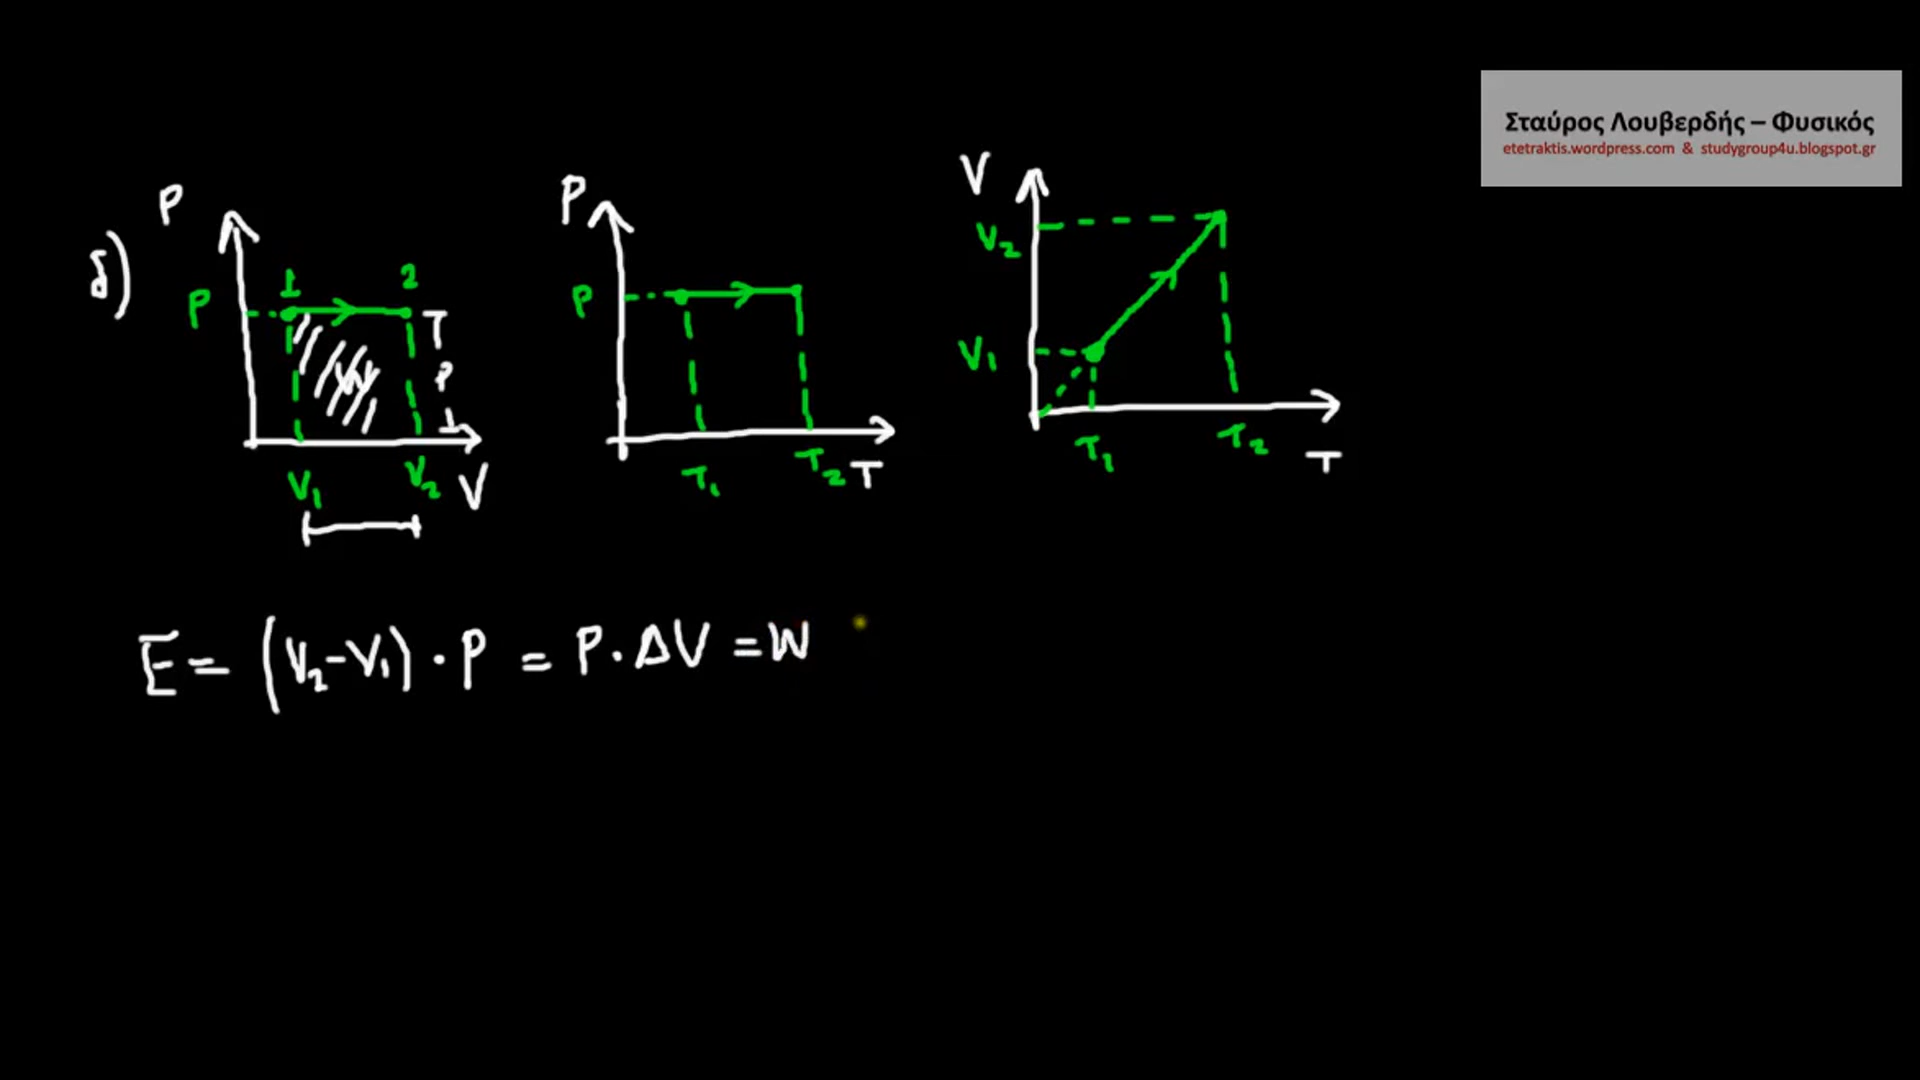 Σταύρος Λουβερδής – Φυσικός
etetraktis.wordpress.com & studygroup4u.blogspot.gr
δ)
P
P
1
2
P
V₁
V₂
V
P
P
T₁
T₂
T
V
V₂
V₁
T₁
T₂
T
E = (V₂-V₁) · P = P · ΔV = W